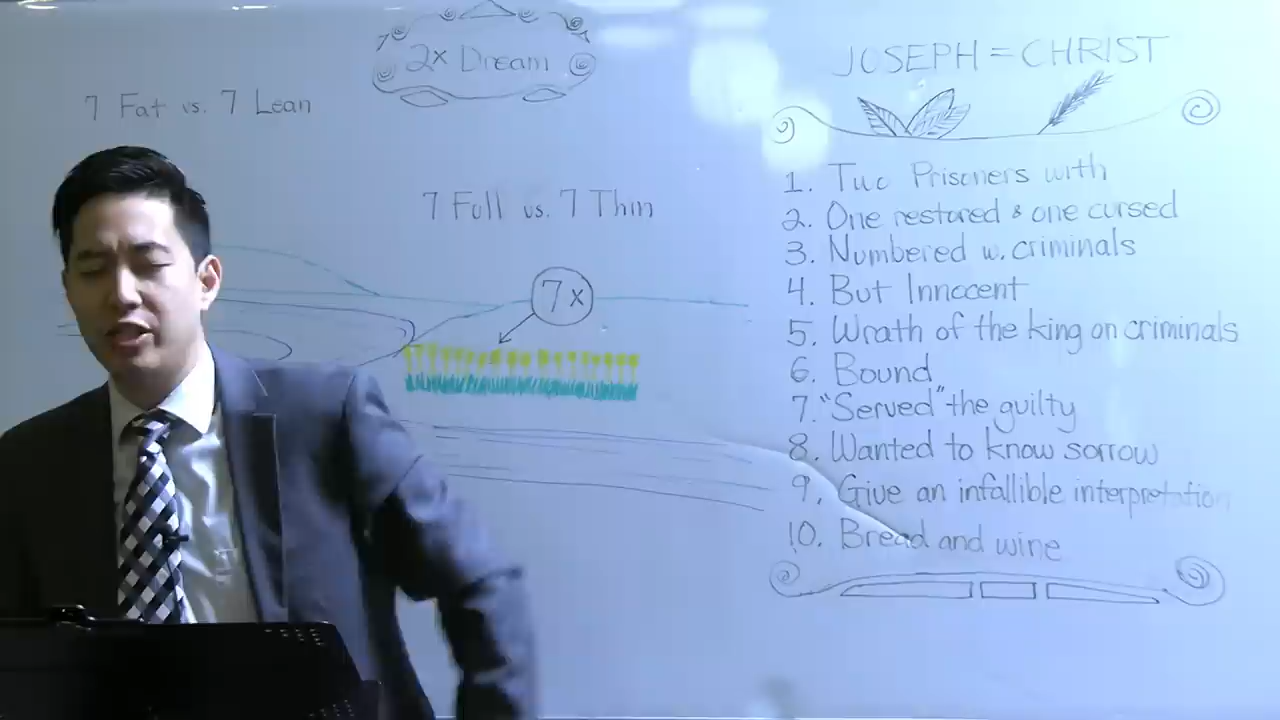 2x Dream
7 Fat vs. 7 Lean
7 Full vs. 7 Thin
7x
JOSEPH = CHRIST
1. Two Prisoners with
2. One restored & one cursed
3. Numbered w. criminals
4. But Innocent
5. Wrath of the king on criminals
6. Bound
7. "Served" the guilty
8. Wanted to know sorrow
9. Give an infallible interpretation
10. Bread and wine